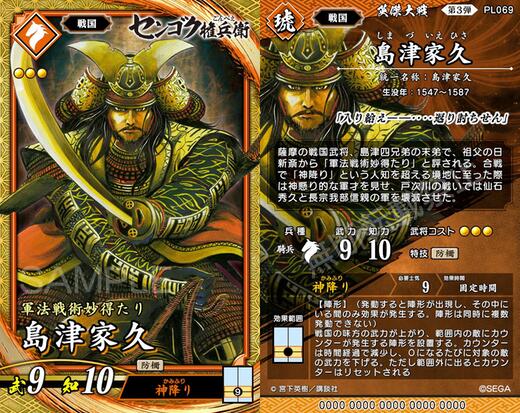 戦国
センゴク権兵衛
ごんべえ
SAMPLE
軍法戦術妙得たり
島津家久
防柵
武9 知10
かみふり
神降り
9
琥
戦国
英傑大戦
第3弾
PL069
しまづいえひさ
島津家久
統一名称:島津家久
生没年:1547~1587
「入り給え――……返り討ちせん」
薩摩の戦国武将、島津四兄弟の末弟で、祖父の日
新斎から「軍法戦術妙得たり」と評される。合戦
で「神降り」という人知を超える境地に至った際
は神懸り的な軍才を見せ、戸次川の戦いでは仙石
秀久と長宗我部信親の軍を壊滅させた。
兵種 武力 知力 武将コスト
騎兵 9 10 特技 防柵
かみふり 必要士気 効果時間
神降り 9 固定時間
効果範囲
【陣形】(発動すると陣形が出現し、その中にいる間のみ効果が発生する。陣形は同時に複数発動できない)
戦国の味方の武力が上がり、範囲内の敵にカウ
ンターが発生する陣形を設置する。カウンター
は時間経過で減少し、0になるたびに対象の敵
の武力を下げる。ただし範囲外に出るとカウン
ターはリセットされる
©宮下英樹/講談社
©SEGA
0000 0000 0000 0000 0000